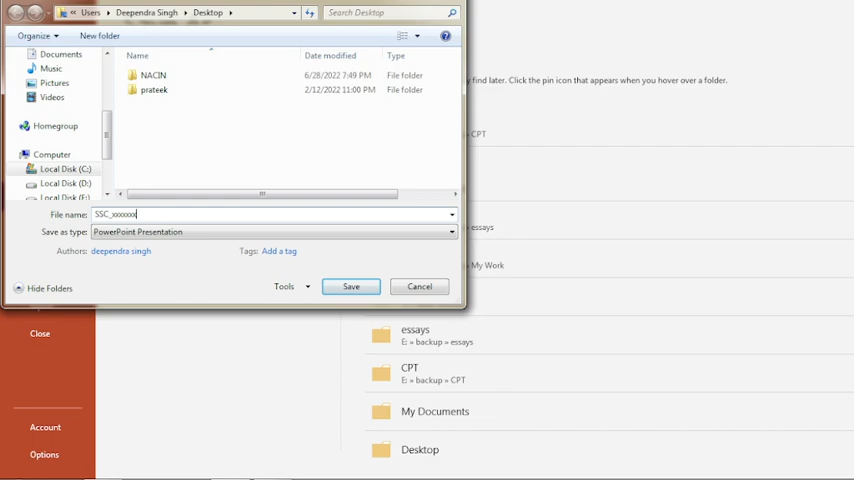 « Users ▸ Deependra Singh ▸ Desktop ▸
Search Desktop
Organize
New folder
Name
Date modified
Type
Documents
Music
Pictures
Videos
Homegroup
Computer
Local Disk (C:)
Local Disk (D:)
NACIN 6/28/2022 7:49 PM File folder
prateek 2/12/2022 11:00 PM File folder
File name: SSC_xxxxxxx
Save as type: PowerPoint Presentation
Authors: deependra singh
Tags: Add a tag
Hide Folders
Tools
Save
Cancel
y find later. Click the pin icon that appears when you hover over a folder.
» CPT
essays
» My Work
Close
Account
Options
essays
E: » backup » essays
CPT
E: » backup » CPT
My Documents
Desktop